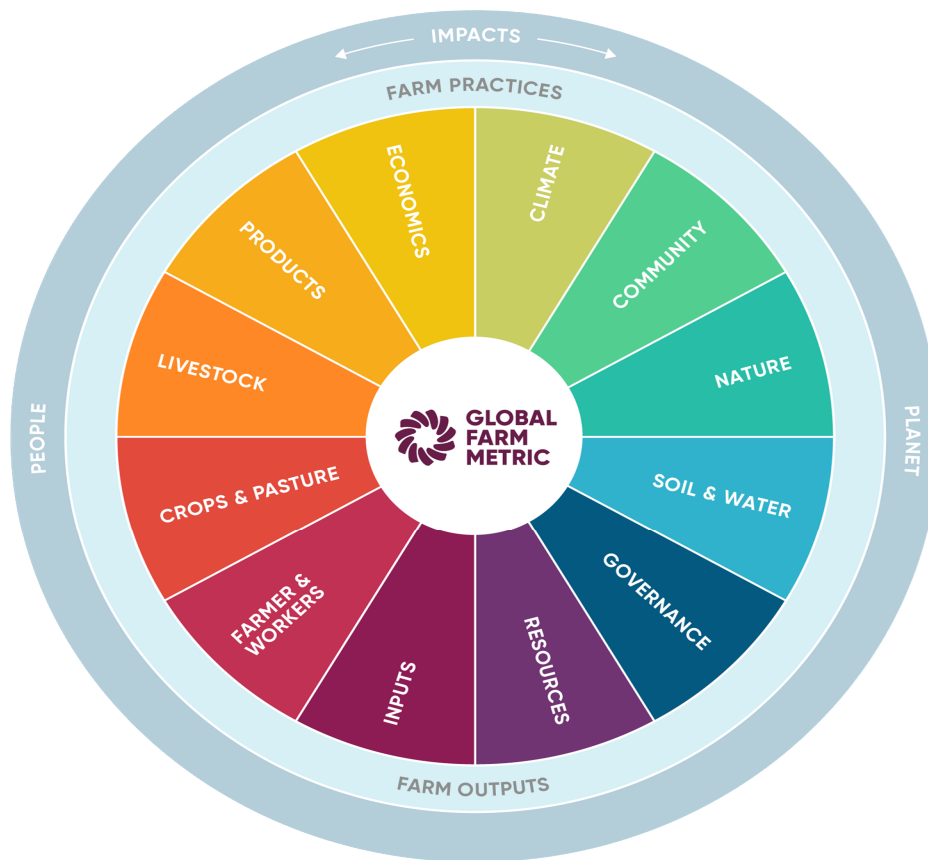 IMPACTS
FARM PRACTICES
ECONOMICS
CLIMATE
PRODUCTS
COMMUNITY
LIVESTOCK
NATURE
PEOPLE
GLOBAL
FARM
METRIC
PLANET
CROPS & PASTURE
SOIL & WATER
FARMER &
WORKERS
GOVERNANCE
INPUTS
RESOURCES
FARM OUTPUTS